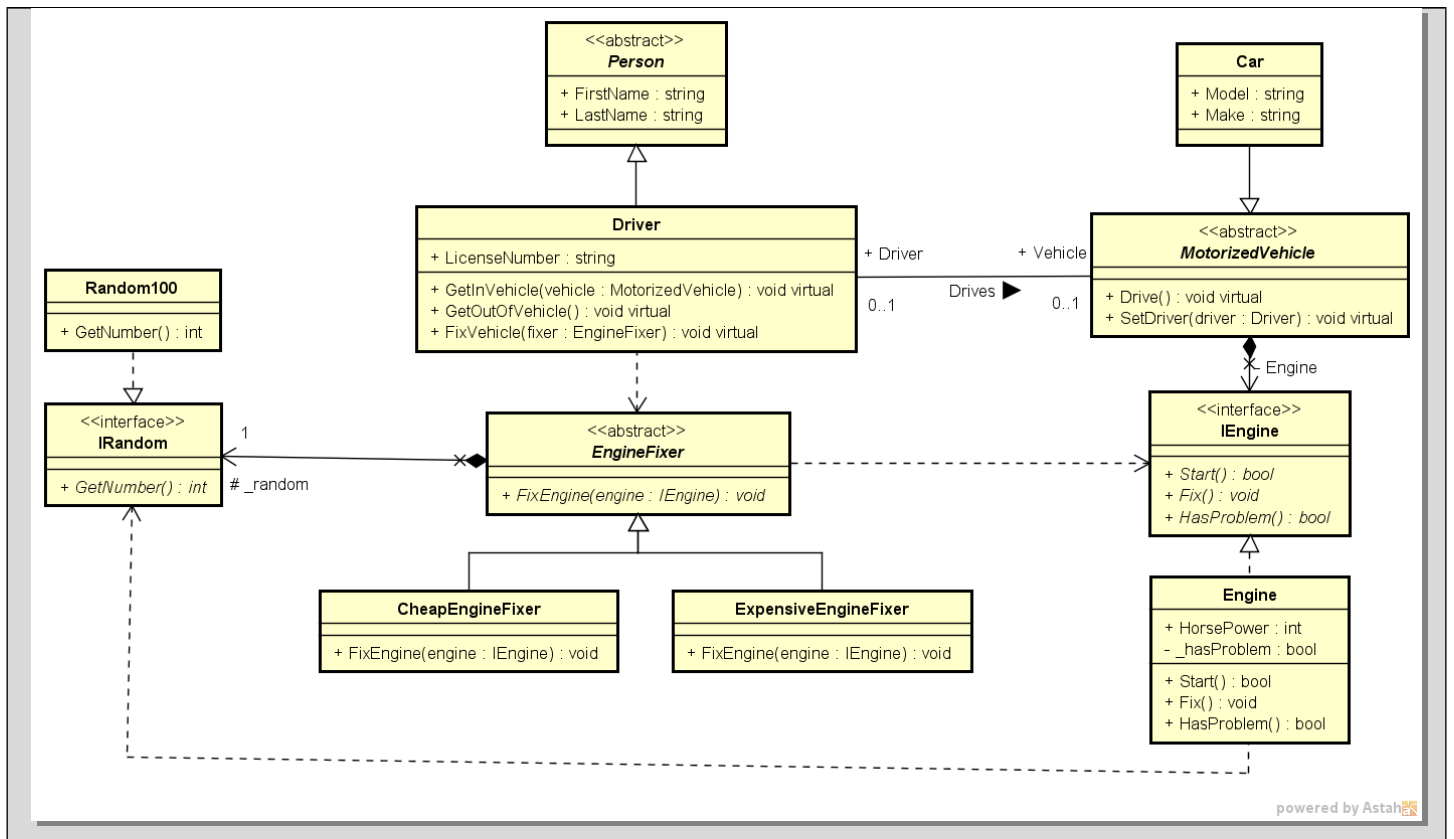 <<abstract>>
Person
+ FirstName : string
+ LastName : string
Car
+ Model : string
+ Make : string
Driver
+ LicenseNumber : string
+ GetInVehicle(vehicle : MotorizedVehicle) : void virtual
+ GetOutOfVehicle() : void virtual
+ FixVehicle(fixer : EngineFixer) : void virtual
+ Driver
+ Vehicle
Drives
0..1
0..1
<<abstract>>
MotorizedVehicle
+ Drive() : void virtual
+ SetDriver(driver : Driver) : void virtual
Random100
+ GetNumber() : int
- Engine
<<interface>>
IRandom
+ GetNumber() : int
1
# _random
<<abstract>>
EngineFixer
+ FixEngine(engine : IEngine) : void
<<interface>>
IEngine
+ Start() : bool
+ Fix() : void
+ HasProblem() : bool
CheapEngineFixer
+ FixEngine(engine : IEngine) : void
ExpensiveEngineFixer
+ FixEngine(engine : IEngine) : void
Engine
+ HorsePower : int
- _hasProblem : bool
+ Start() : bool
+ Fix() : void
+ HasProblem() : bool
powered by Astah